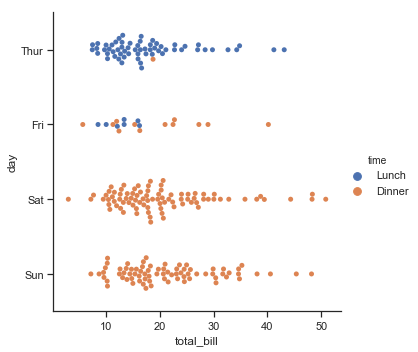 Thur
Fri
Sat
Sun
day
10 20 30 40 50
total_bill
time
Lunch
Dinner